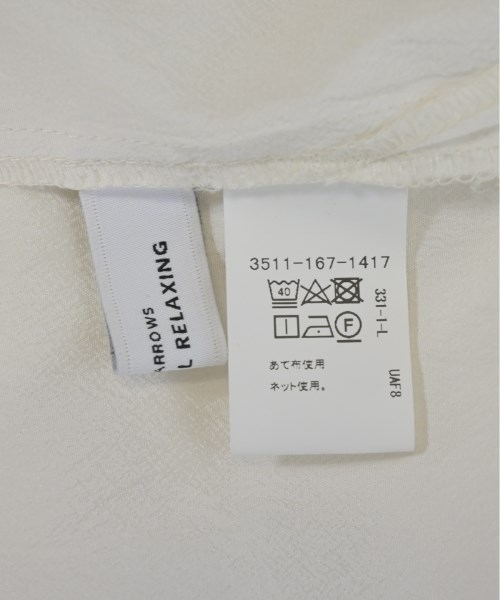 ARROWS
L RELAXING
3511-167-1417
40
F
331-1-L
あて布使用
ネット使用。
UAF8